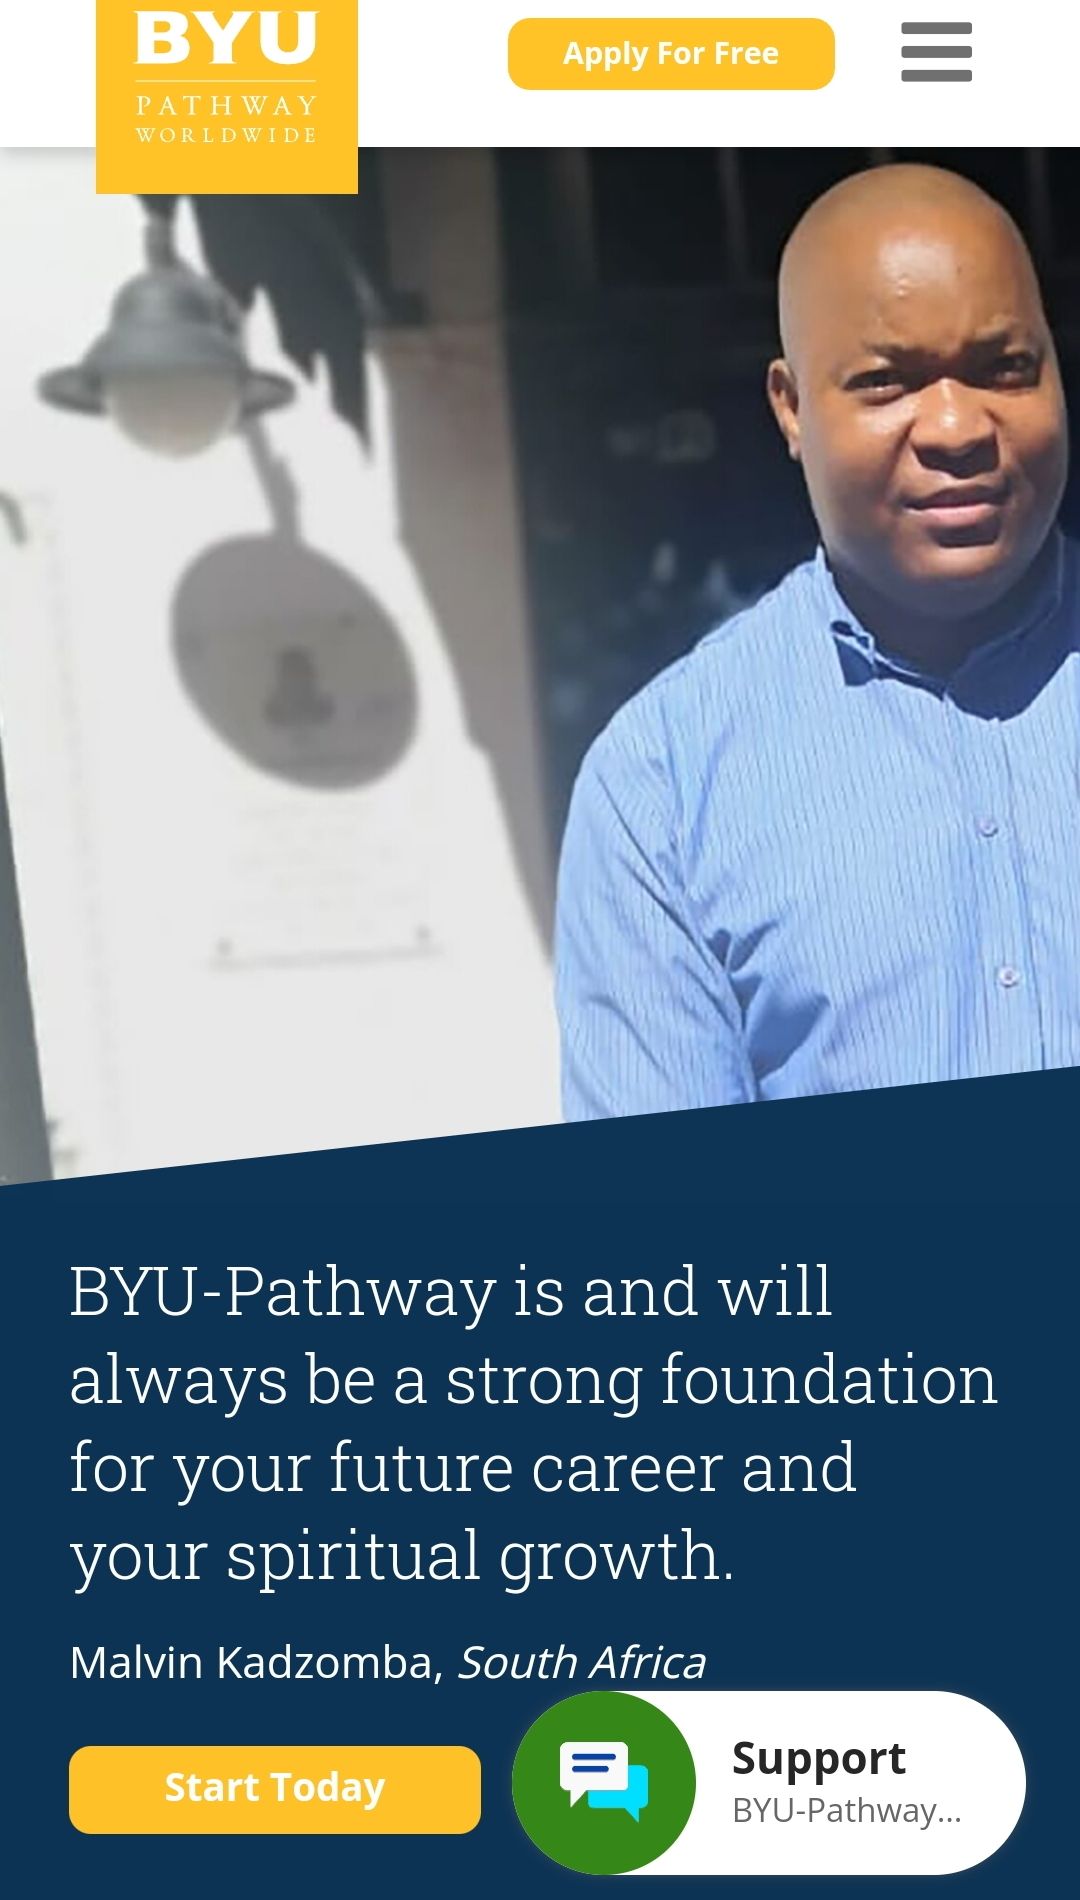 BYU
PATHWAY
WORLDWIDE
Apply For Free
BYU-Pathway is and will
always be a strong foundation
for your future career and
your spiritual growth.
Malvin Kadzomba, South Africa
Start Today
Support
BYU-Pathway...